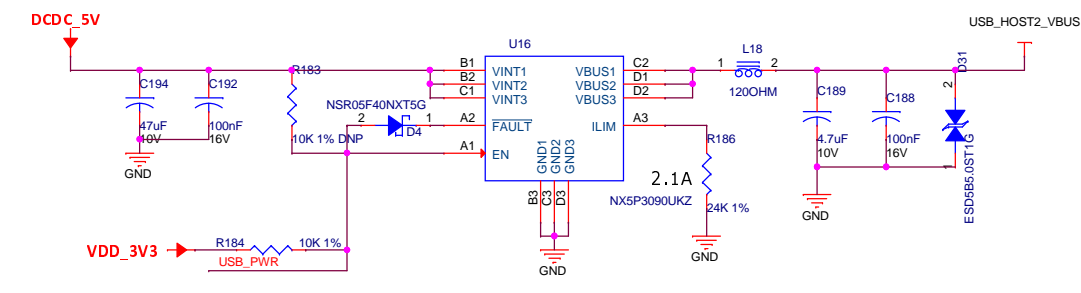 DCDC_5V
USB_HOST2_VBUS
U16
L18
1
2
120OHM
D31
2
1
ESD5B5.0ST1G
B1
B2
C1
VINT1
VINT2
VINT3
C2
D1
D2
VBUS1
VBUS2
VBUS3
R183
10K 1% DNP
C194
47uF
10V
C192
100nF
16V
GND
NSR05F40NXT5G
2
1
D4
A2
FAULT
A1
EN
ILIM
A3
GND1
GND2
GND3
B3
C3
D3
GND
R186
24K 1%
2.1A
NX5P3090UKZ
GND
C189
4.7uF
10V
C188
100nF
16V
GND
VDD_3V3
R184
10K 1%
USB_PWR